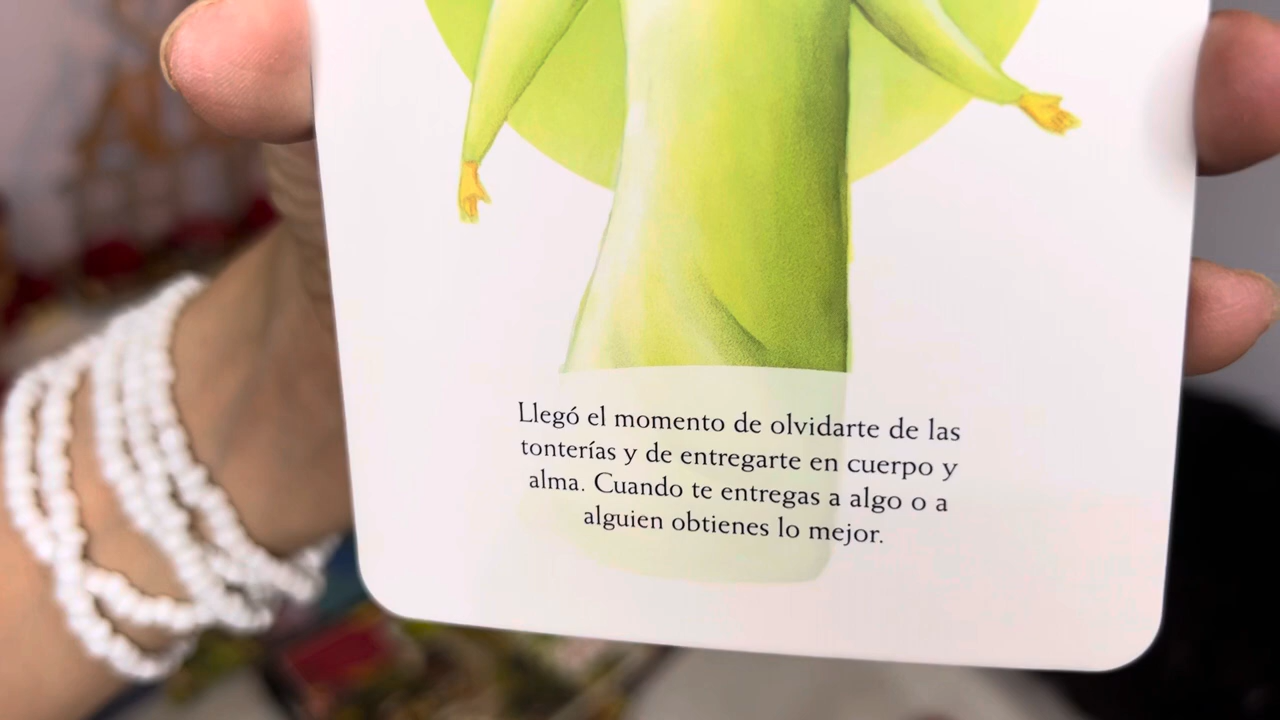 Llegó el momento de olvidarte de las
tonterías y de entregarte en cuerpo y
alma. Cuando te entregas a algo o a
alguien obtienes lo mejor.